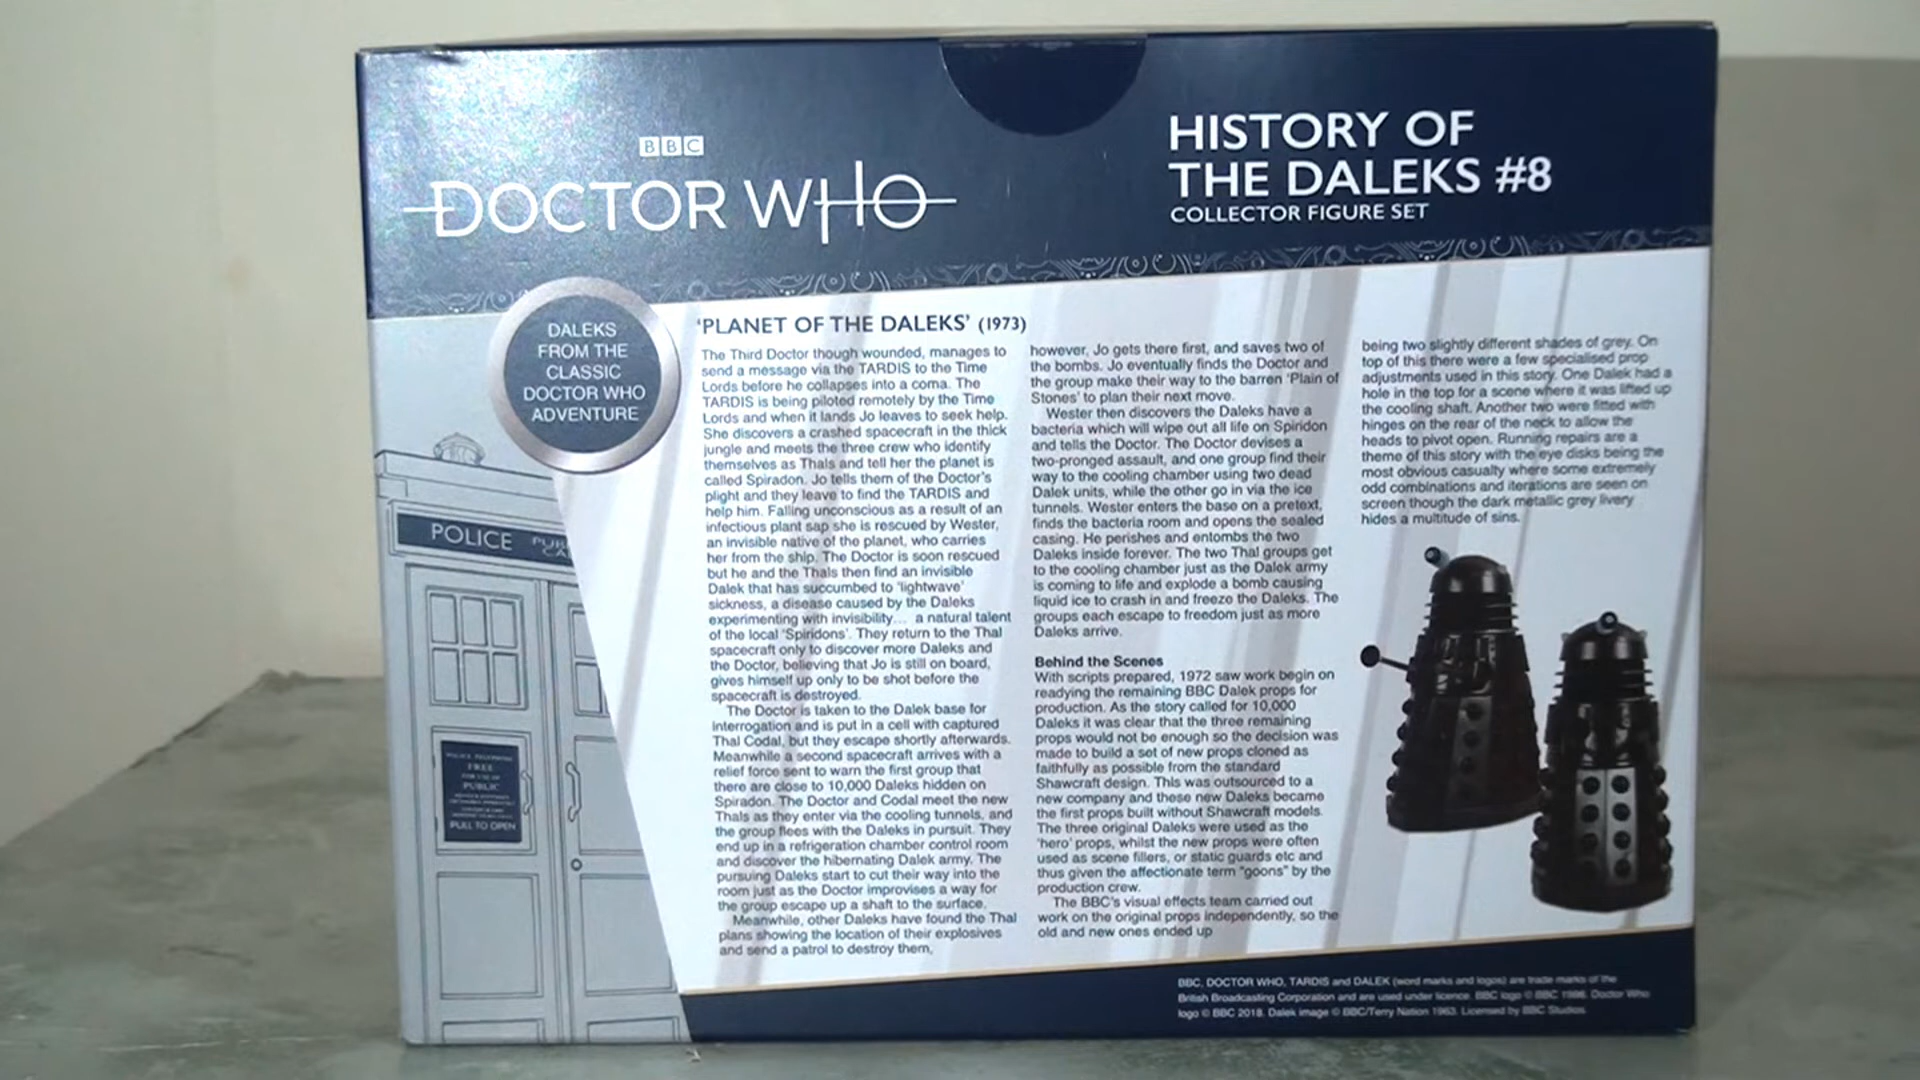 BBC
DOCTOR WHO
HISTORY OF
THE DALEKS #8
COLLECTOR FIGURE SET
DALEKS
FROM THE
CLASSIC
DOCTOR WHO
ADVENTURE
'PLANET OF THE DALEKS' (1973)
The Third Doctor though wounded, manages to
send a message via the TARDIS to the Time
Lords before he collapses into a coma. The
TARDIS is being piloted remotely by the Time
Lords and when it lands Jo leaves to seek help.
She discovers a crashed spacecraft in the thick
jungle and meets the three crew who identify
themselves as Thals and tell her the planet is
called Spiradon. Jo tells them of the Doctor's
plight and they leave to find the TARDIS and
help him. Falling unconscious as a result of an
infectious plant sap she is rescued by Wester,
an invisible native of the planet, who carries
her from the ship. The Doctor is soon rescued
but he and the Thals then find an invisible
Dalek that has succumbed to 'lightwave'
sickness, a disease caused by the Daleks
experimenting with invisibility... a natural talent
of the local 'Spiridons'. They return to the Thal
spacecraft only to discover more Daleks and
the Doctor, believing that Jo is still on board,
gives himself up only to be shot before the
spacecraft is destroyed.
The Doctor is taken to the Dalek base for
interrogation and is put in a cell with captured
Thal Codal, but they escape shortly afterwards.
Meanwhile a second spacecraft arrives with a
relief force sent to warn the first group that
there are close to 10,000 Daleks hidden on
Spiradon. The Doctor and Codal meet the new
Thals as they enter via the cooling tunnels, and
the group flees with the Daleks in pursuit. They
end up in a refrigeration chamber control room
and discover the hibernating Dalek army. The
pursuing Daleks start to cut their way into the
room just as the Doctor improvises a way for
the group escape up a shaft to the surface.
Meanwhile, other Daleks have found the Thal
plans showing the location of their explosives
and send a patrol to destroy them,
however, Jo gets there first, and saves two of
the bombs. Jo eventually finds the Doctor and
the group make their way to the barren 'Plain of
Stones' to plan their next move.
Wester then discovers the Daleks have a
bacteria which will wipe out all life on Spiridon
and tells the Doctor. The Doctor devises a
two-pronged assault, and one group find their
way to the cooling chamber using two dead
Dalek units, while the other go in via the ice
tunnels. Wester enters the base on a pretext,
finds the bacteria room and opens the sealed
casing. He perishes and entombs the two
Daleks inside forever. The two Thal groups get
to the cooling chamber just as the Dalek army
is coming to life and explode a bomb causing
liquid ice to crash in and freeze the Daleks. The
groups each escape to freedom just as more
Daleks arrive.
Behind the Scenes
With scripts prepared, 1972 saw work begin on
readying the remaining BBC Dalek props for
production. As the story called for 10,000
Daleks it was clear that the three remaining
props would not be enough so the decision was
made to build a set of new props cloned as
faithfully as possible from the standard
Shawcraft design. This was outsourced to a
new company and these new Daleks became
the first props built without Shawcraft models.
The three original Daleks were used as the
'hero' props, whilst the new props were often
used as scene fillers, or static guards etc and
thus given the affectionate term "goons" by the
production crew.
The BBC's visual effects team carried out
work on the original props independently, so the
old and new ones ended up
being two slightly different shades of grey. On
top of this there were a few specialised prop
adjustments used in this story. One Dalek had a
hole in the top for a scene where it was lifted up
the cooling shaft. Another two were fitted with
hinges on the rear of the neck to allow the
heads to pivot open. Running repairs are a
theme of this story with the eye disks being the
most obvious casualty where some extremely
odd combinations and iterations are seen on
screen though the dark metallic grey livery
hides a multitude of sins.
POLICE PUB
CA
FREE
PUBLIC
PULL TO OPEN
BBC, DOCTOR WHO, TARDIS and DALEK (word marks and logos) are trade marks of the
British Broadcasting Corporation and are used under licence. BBC logo © BBC 1996. Doctor Who
logo © BBC 2018. Dalek image © BBC/Terry Nation 1963. Licensed by BBC Studios.